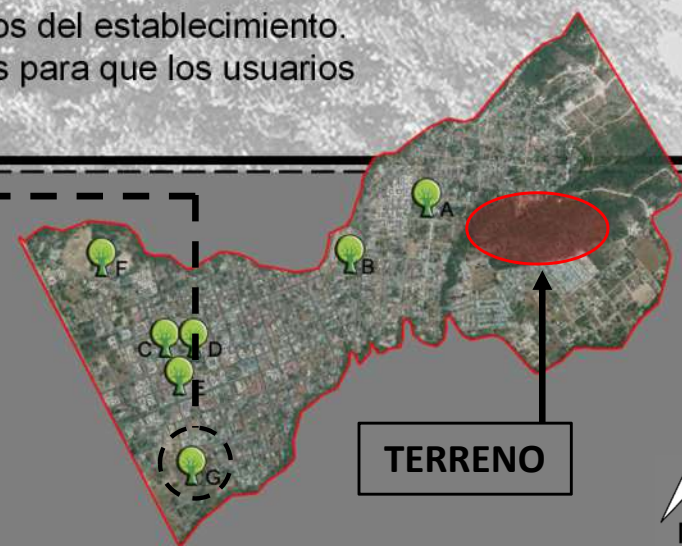 os del establecimiento.
s para que los usuarios
A
B
F
C
D
E
G
TERRENO